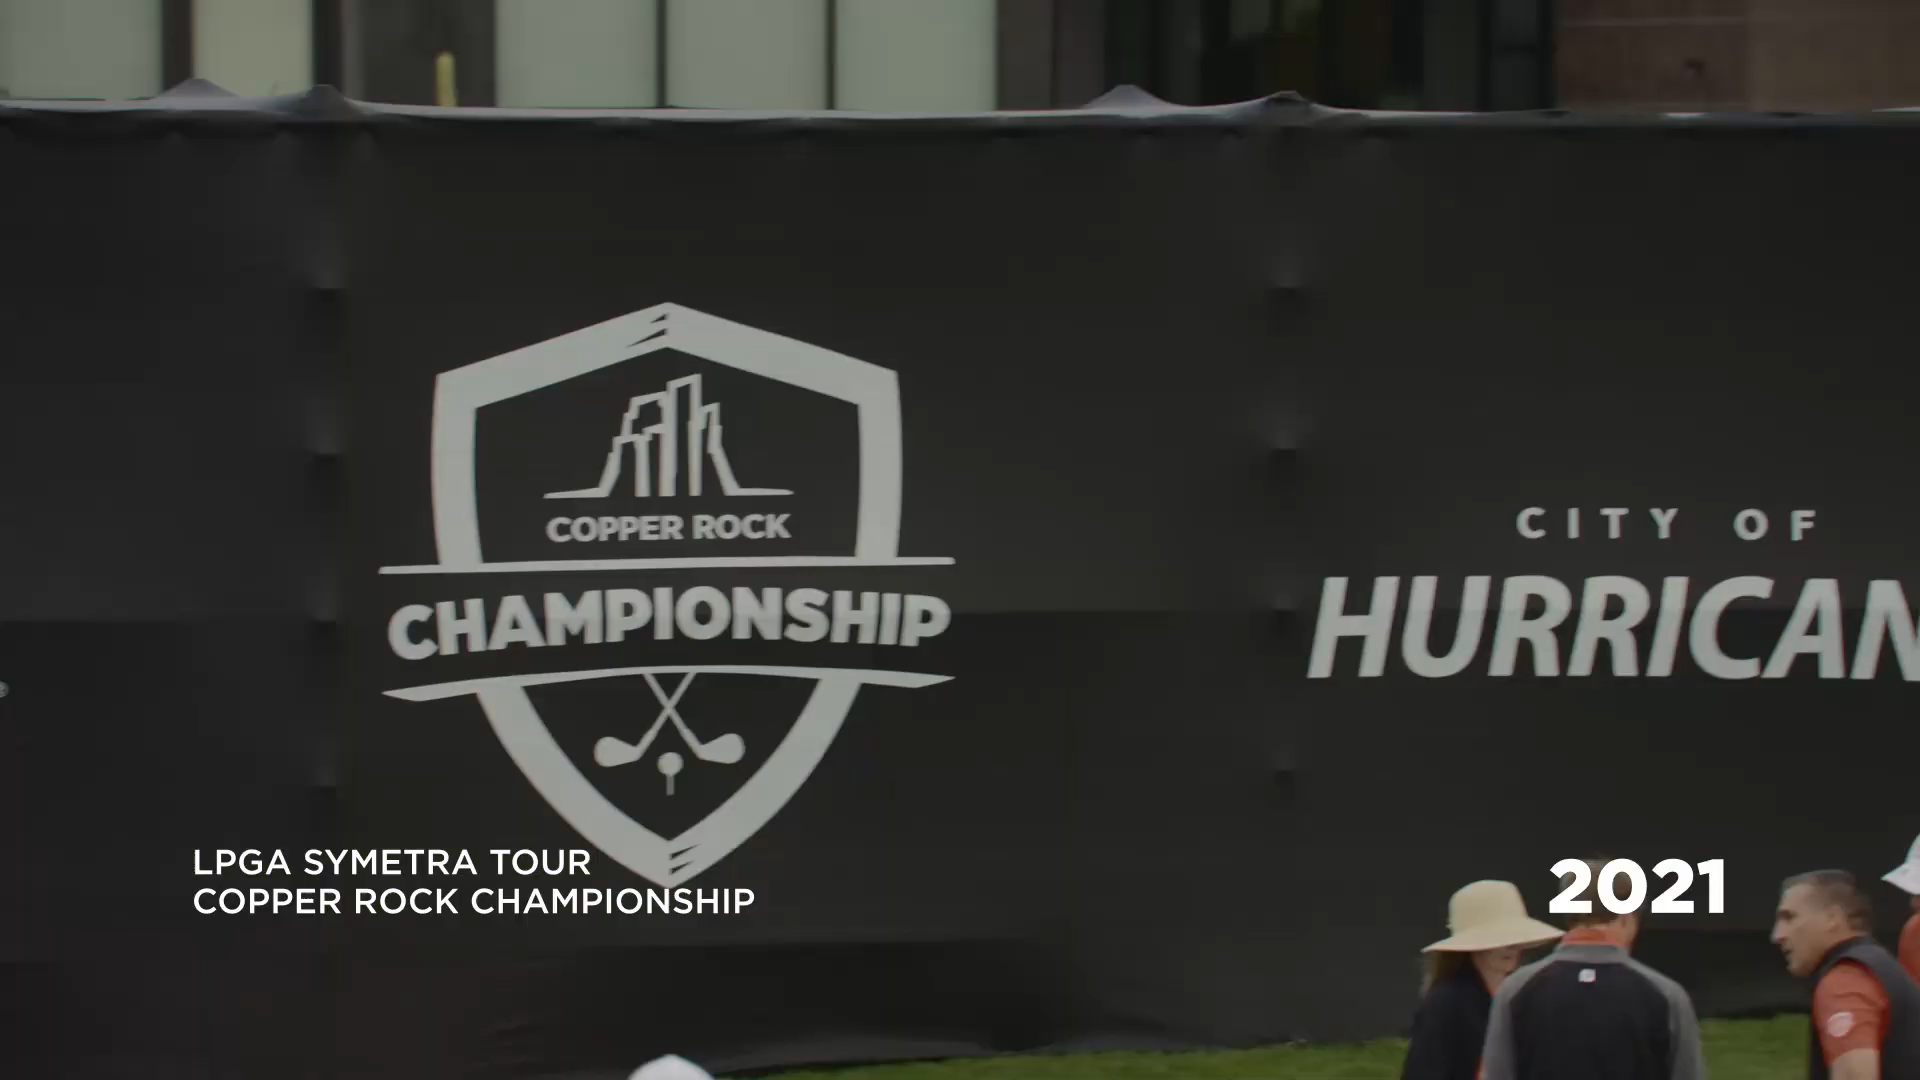 COPPER ROCK
CHAMPIONSHIP
CITY OF
HURRICAN
LPGA SYMETRA TOUR
COPPER ROCK CHAMPIONSHIP
2021